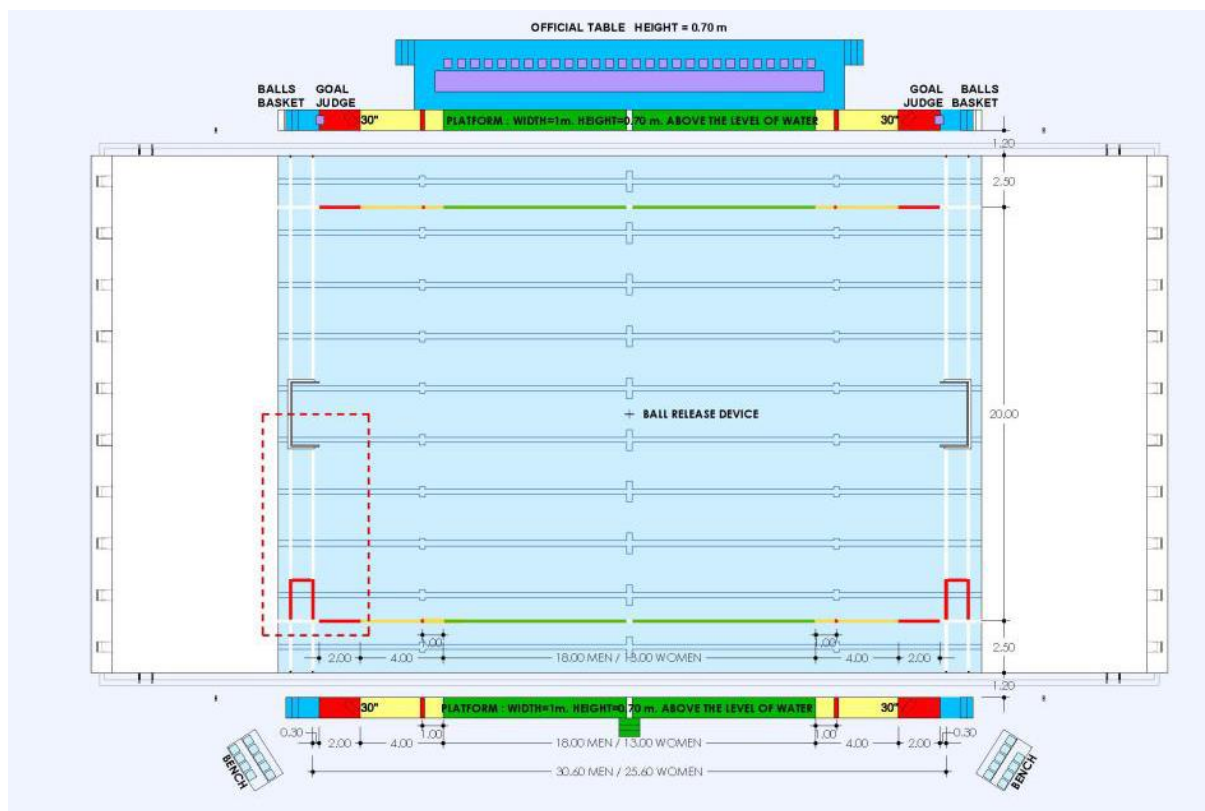 OFFICIAL TABLE HEIGHT = 0.70 m
BALLS GOAL
BASKET JUDGE
GOAL BALLS
JUDGE BASKET
30"
PLATFORM : WIDTH=1m. HEIGHT=0.70 m. ABOVE THE LEVEL OF WATER
30"
1.20
2.50
BALL RELEASE DEVICE
20.00
1.00
1.00
2.00
4.00
18.00 MEN / 13.00 WOMEN
4.00
2.00
2.50
1.20
30"
PLATFORM : WIDTH=1m. HEIGHT=0.70 m. ABOVE THE LEVEL OF WATER
30"
0.30
2.00
4.00
1.00
18.00 MEN / 13.00 WOMEN
1.00
4.00
2.00
0.30
BENCH
30.60 MEN / 25.60 WOMEN
BENCH